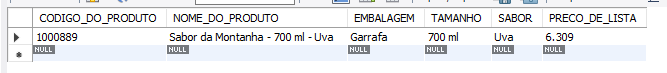 CODIGO_DO_PRODUTO NOME_DO_PRODUTO EMBALAGEM TAMANHO SABOR PRECO_DE_LISTA
1000889 Sabor da Montanha - 700 ml - Uva Garrafa 700 ml Uva 6.309
NULL NULL NULL NULL NULL NULL